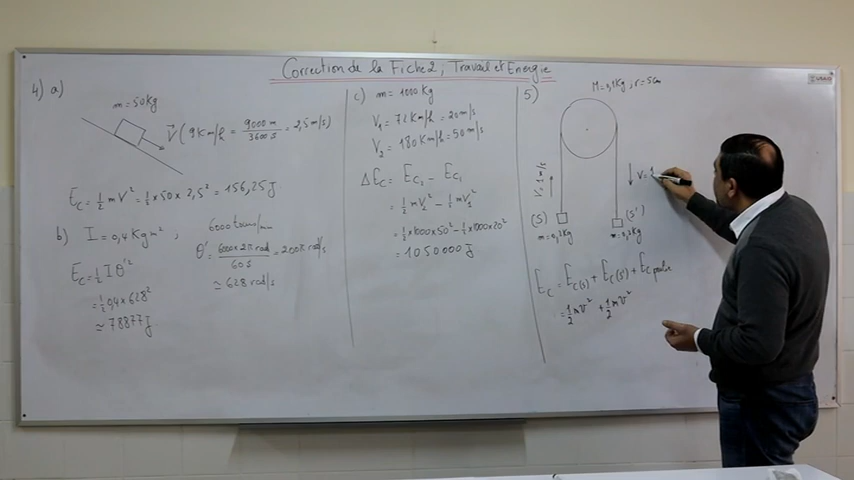 Correction de la Fiche 2, Travail et Energie
4) a)
m = 50 Kg
V⃗ (9 Km/h = 9000 m / 3600 s = 2,5 m/s)
Ec = 1/2 m V² = 1/2 x 50 x 2,5² = 156,25 J
b) I = 0,4 Kg m² , 6000 tours/mn
Ec = 1/2 I θ'²
= 1/2 0,4 x 628²
≃ 78877 J
θ' = 6000 x 2π rad / 60 s = 200π rad/s
≃ 628 rad/s
c) m = 1000 Kg
V1 = 72 Km/h = 20 m/s
V2 = 180 Km/h = 50 m/s
ΔEc = Ec2 - Ec1
= 1/2 m V2² - 1/2 m V1²
= 1/2 x 1000 x 50² - 1/2 x 1000 x 20²
= 1050000 J
5)
M = 0,1 Kg , r = 5 cm
(S) (S')
m = 0,2 Kg m = 0,2 Kg
Ec = Ec(S) + Ec(S') + Ec poulie
= 1/2 m v² + 1/2 m v²